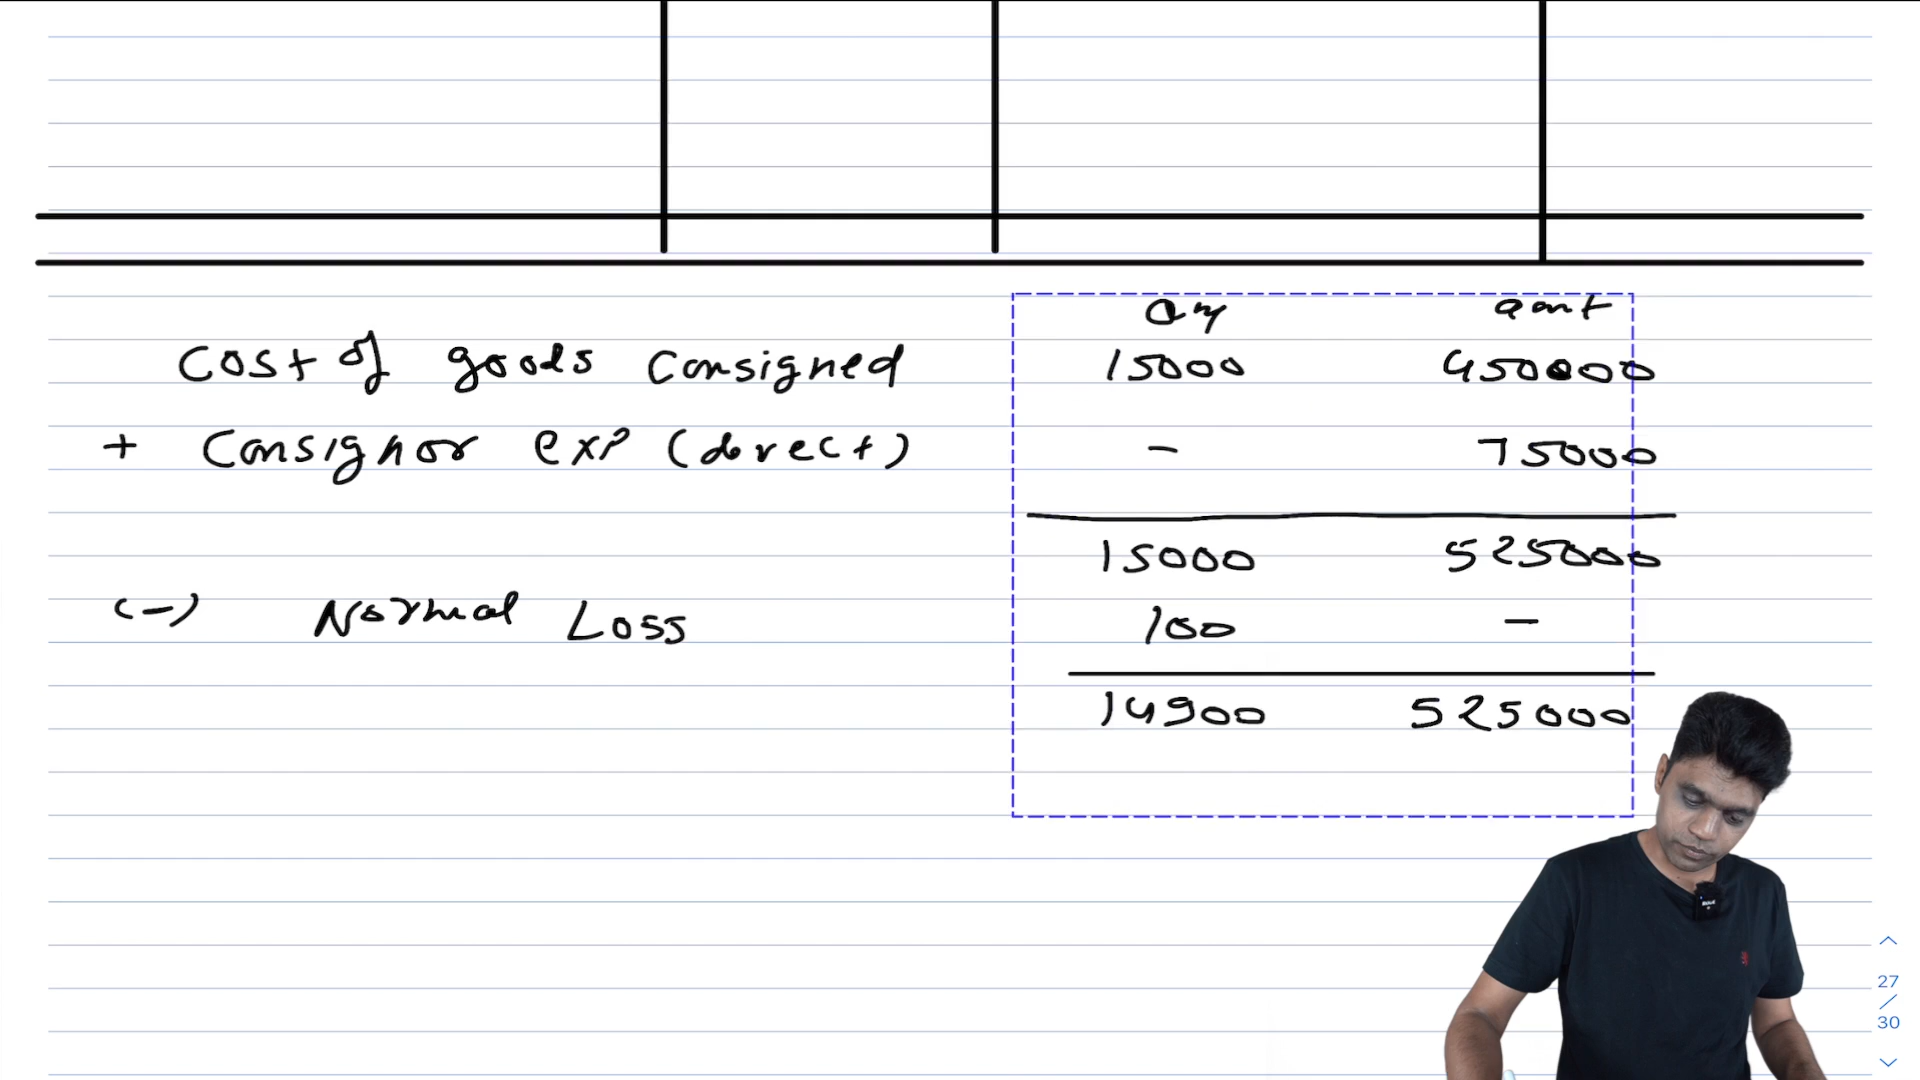 Qty amt
Cost of goods Consigned 15000 450000
+ Consignor exp (direct) - 75000
15000 525000
(-) Normal Loss 100 -
14900 525000
27
/
30